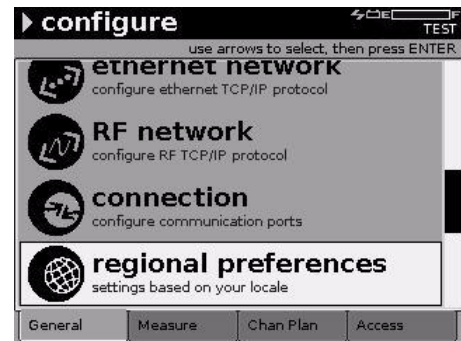 configure
E F
TEST
use arrows to select, then press ENTER
ethernet network
configure ethernet TCP/IP protocol
RF network
configure RF TCP/IP protocol
connection
configure communication ports
regional preferences
settings based on your locale
General Measure Chan Plan Access